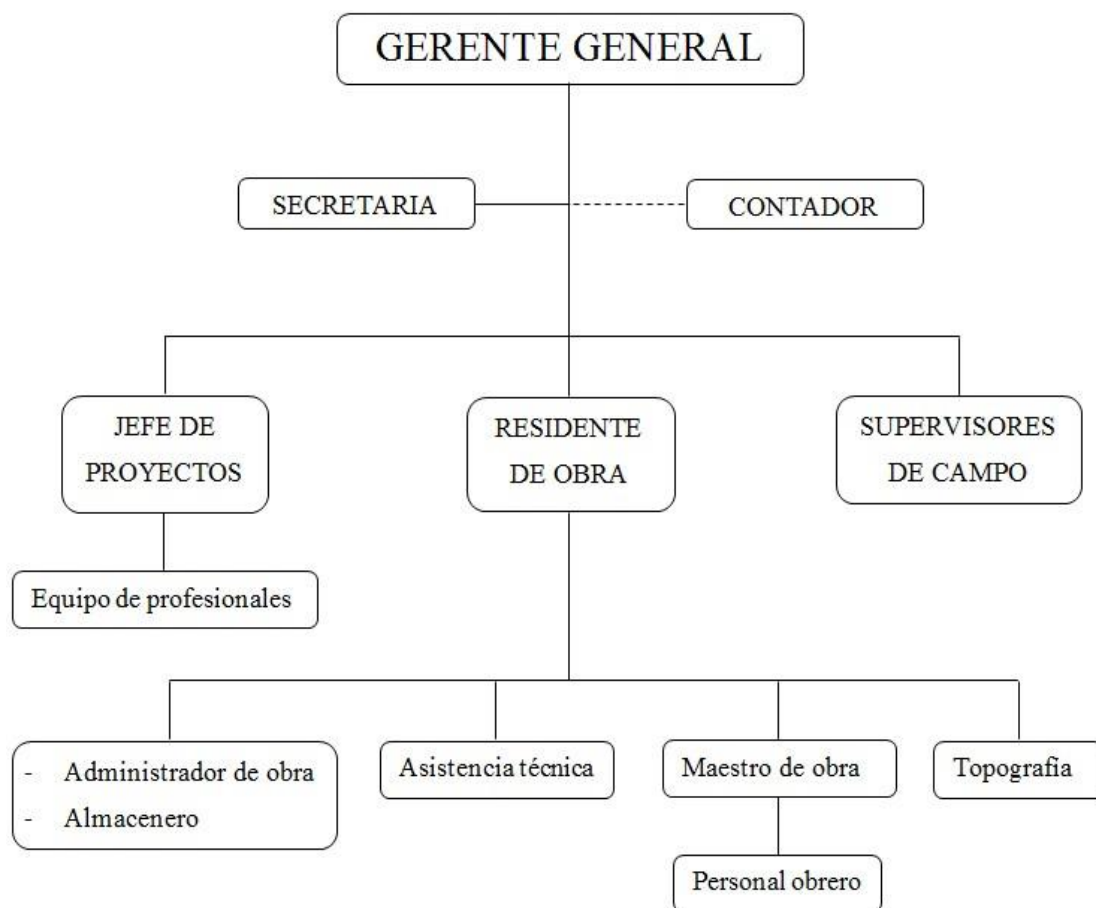 GERENTE GENERAL
SECRETARIA
CONTADOR
JEFE DE
PROYECTOS
RESIDENTE
DE OBRA
SUPERVISORES
DE CAMPO
Equipo de profesionales
- Administrador de obra
- Almacenero
Asistencia técnica
Maestro de obra
Topografía
Personal obrero